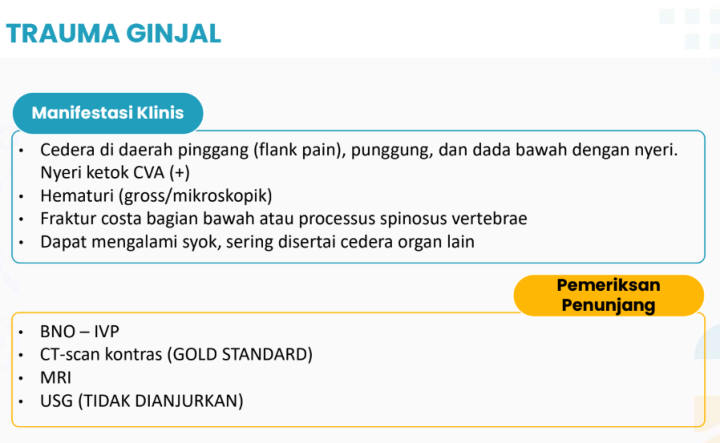 TRAUMA GINJAL
Manifestasi Klinis
• Cedera di daerah pinggang (flank pain), punggung, dan dada bawah dengan nyeri.
Nyeri ketok CVA (+)
• Hematuri (gross/mikroskopik)
• Fraktur costa bagian bawah atau processus spinosus vertebrae
• Dapat mengalami syok, sering disertai cedera organ lain
Pemeriksan
Penunjang
• BNO – IVP
• CT-scan kontras (GOLD STANDARD)
• MRI
• USG (TIDAK DIANJURKAN)